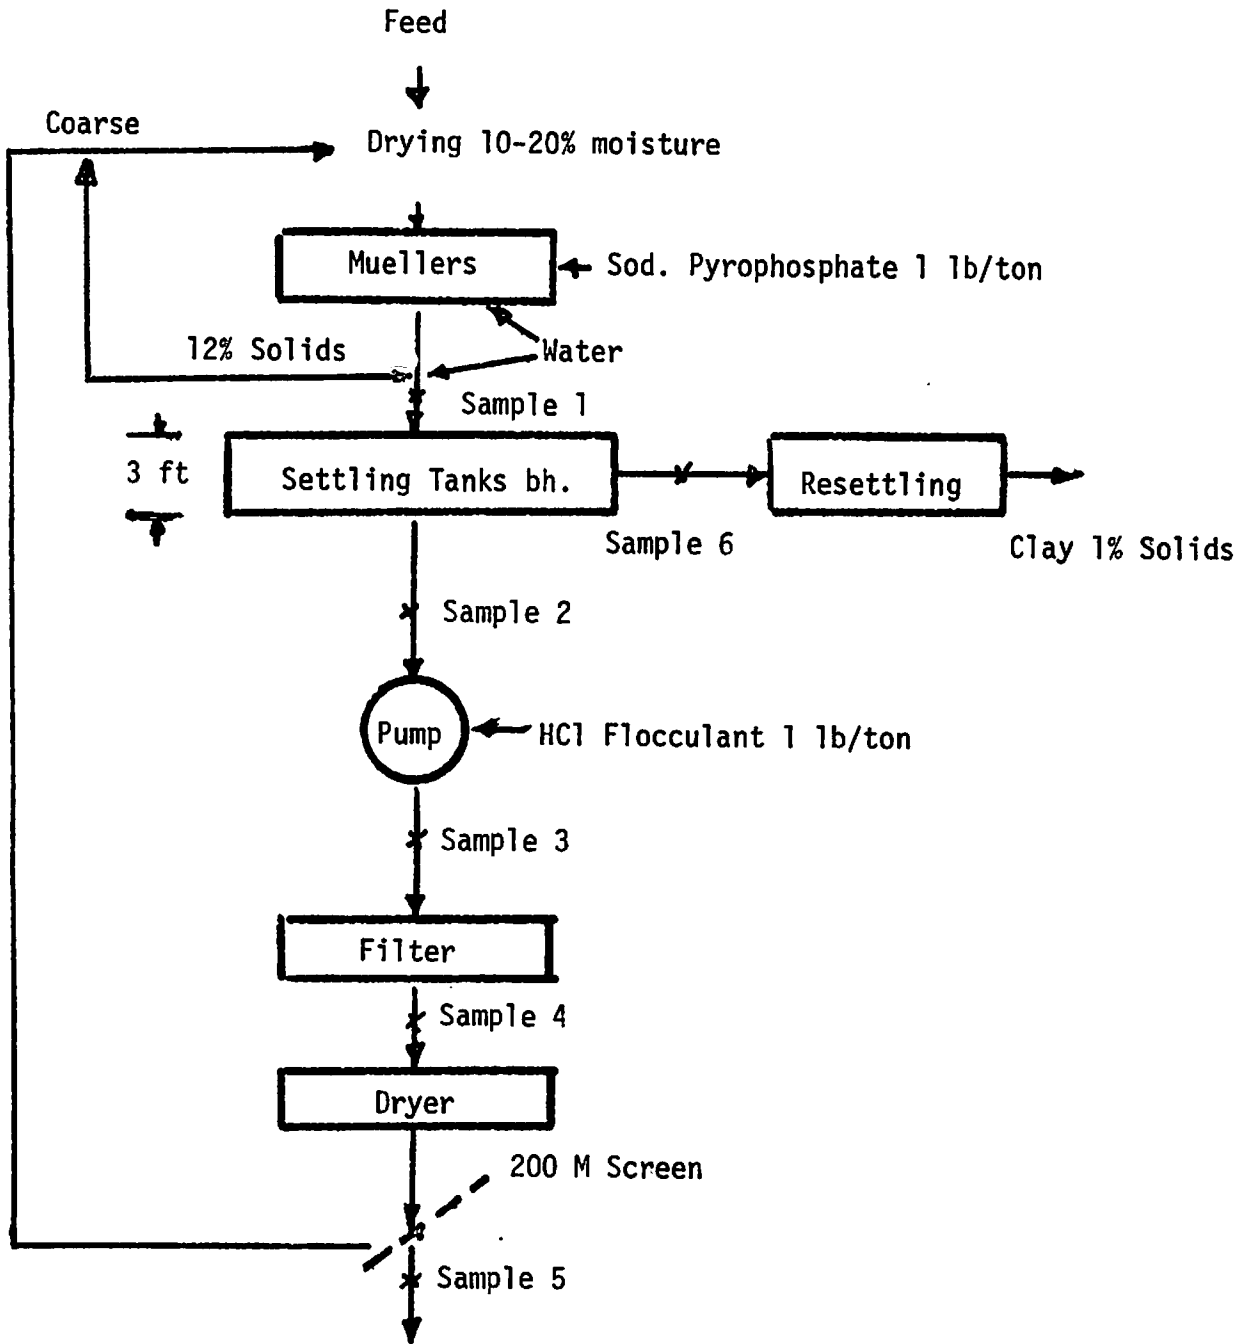 Feed
Coarse
Drying 10-20% moisture
Muellers
Sod. Pyrophosphate 1 lb/ton
12% Solids
Water
Sample 1
3 ft
Settling Tanks bh.
Resettling
Sample 6
Clay 1% Solids
Sample 2
Pump
HCl Flocculant 1 lb/ton
Sample 3
Filter
Sample 4
Dryer
200 M Screen
Sample 5